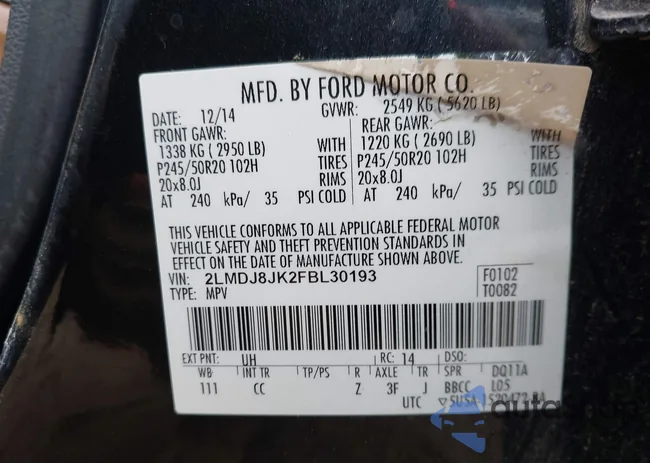 MFD. BY FORD MOTOR CO.
DATE: 12/14 GVWR: 2549 KG ( 5620 LB)
FRONT GAWR: REAR GAWR:
1338 KG ( 2950 LB) WITH 1220 KG ( 2690 LB) WITH
P245/50R20 102H TIRES P245/50R20 102H TIRES
20x8.0J RIMS 20x8.0J RIMS
AT 240 kPa/ 35 PSI COLD AT 240 kPa/ 35 PSI COLD
THIS VEHICLE CONFORMS TO ALL APPLICABLE FEDERAL MOTOR
VEHICLE SAFETY AND THEFT PREVENTION STANDARDS IN
EFFECT ON THE DATE OF MANUFACTURE SHOWN ABOVE.
VIN: 2LMDJ8JK2FBL30193 F0102
TYPE: MPV T0082
EXT PNT: UH RC: 14 DSO:
WB INT TR TP/PS R AXLE TR SPR DQ11A
111 CC Z 3F J BBCC L05
UTC